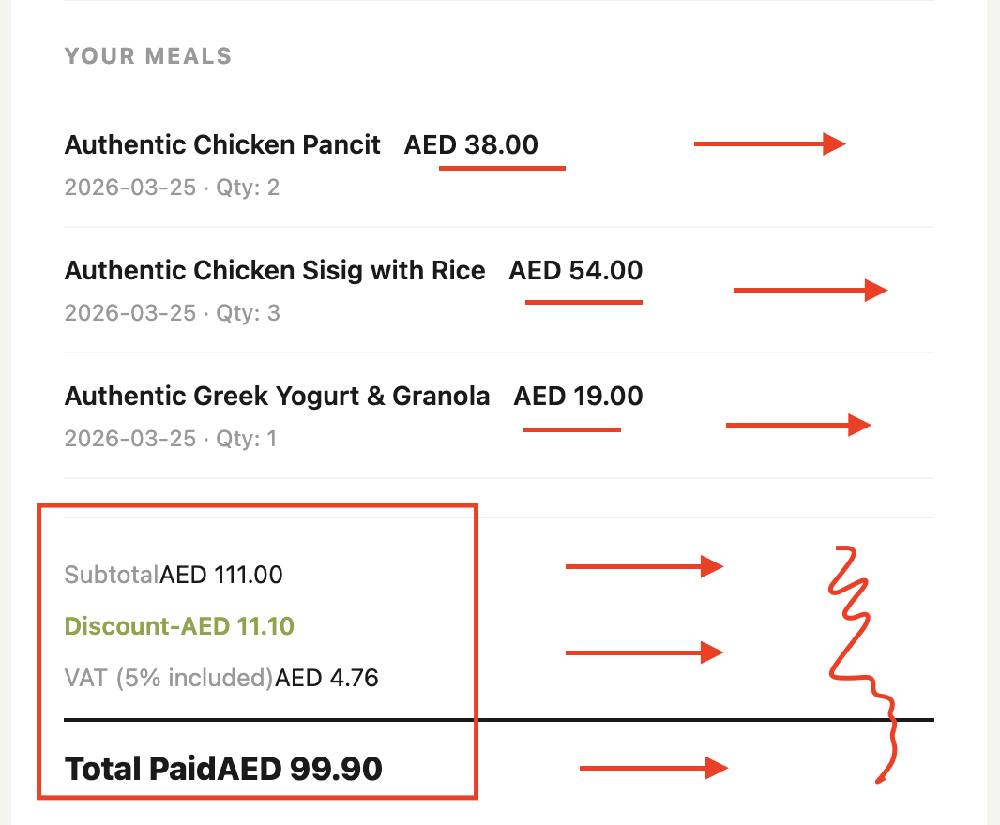 YOUR MEALS
Authentic Chicken Pancit AED 38.00
2026-03-25 · Qty: 2
Authentic Chicken Sisig with Rice AED 54.00
2026-03-25 · Qty: 3
Authentic Greek Yogurt & Granola AED 19.00
2026-03-25 · Qty: 1
SubtotalAED 111.00
Discount-AED 11.10
VAT (5% included)AED 4.76
Total PaidAED 99.90